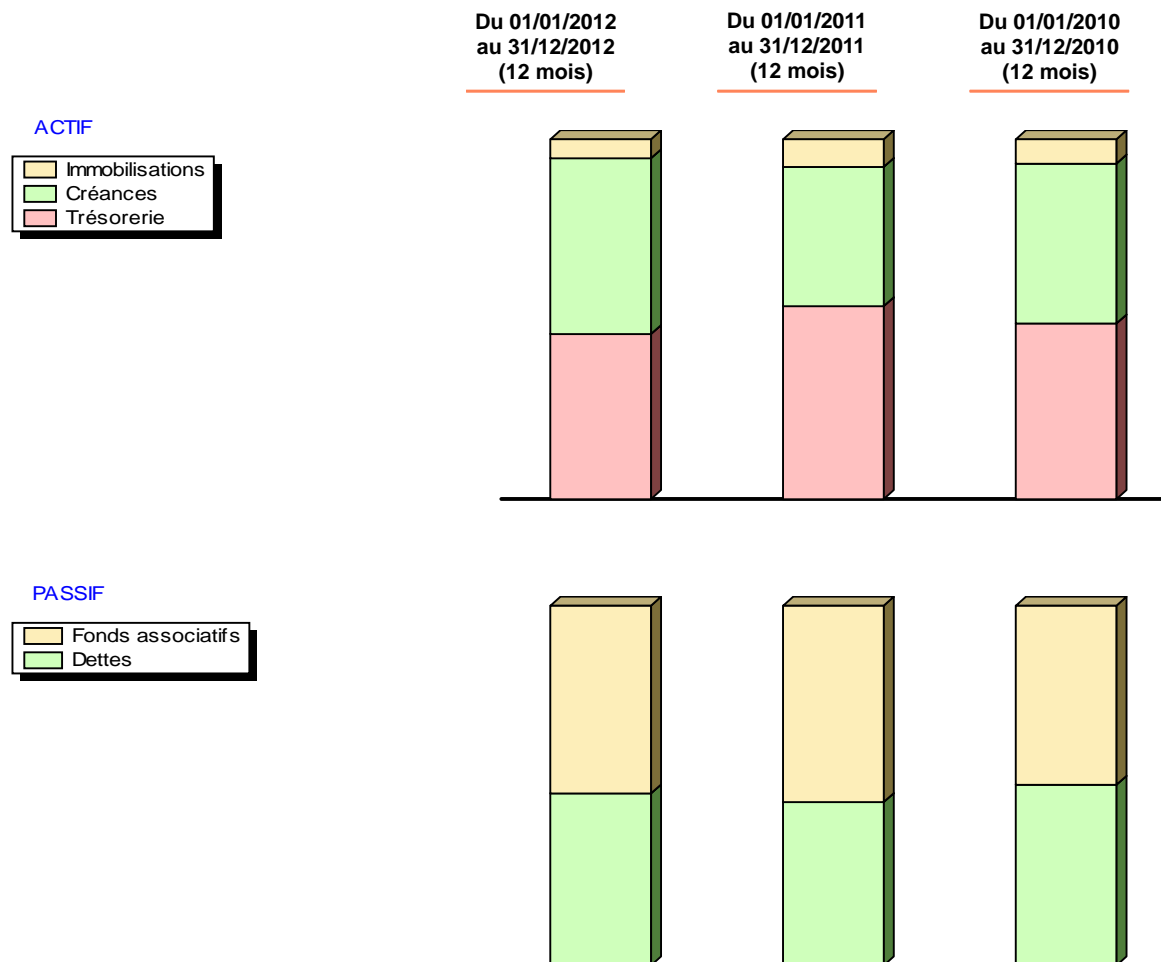 Du 01/01/2012
au 31/12/2012
(12 mois)
Du 01/01/2011
au 31/12/2011
(12 mois)
Du 01/01/2010
au 31/12/2010
(12 mois)
ACTIF
Immobilisations
Créances
Trésorerie
PASSIF
Fonds associatifs
Dettes